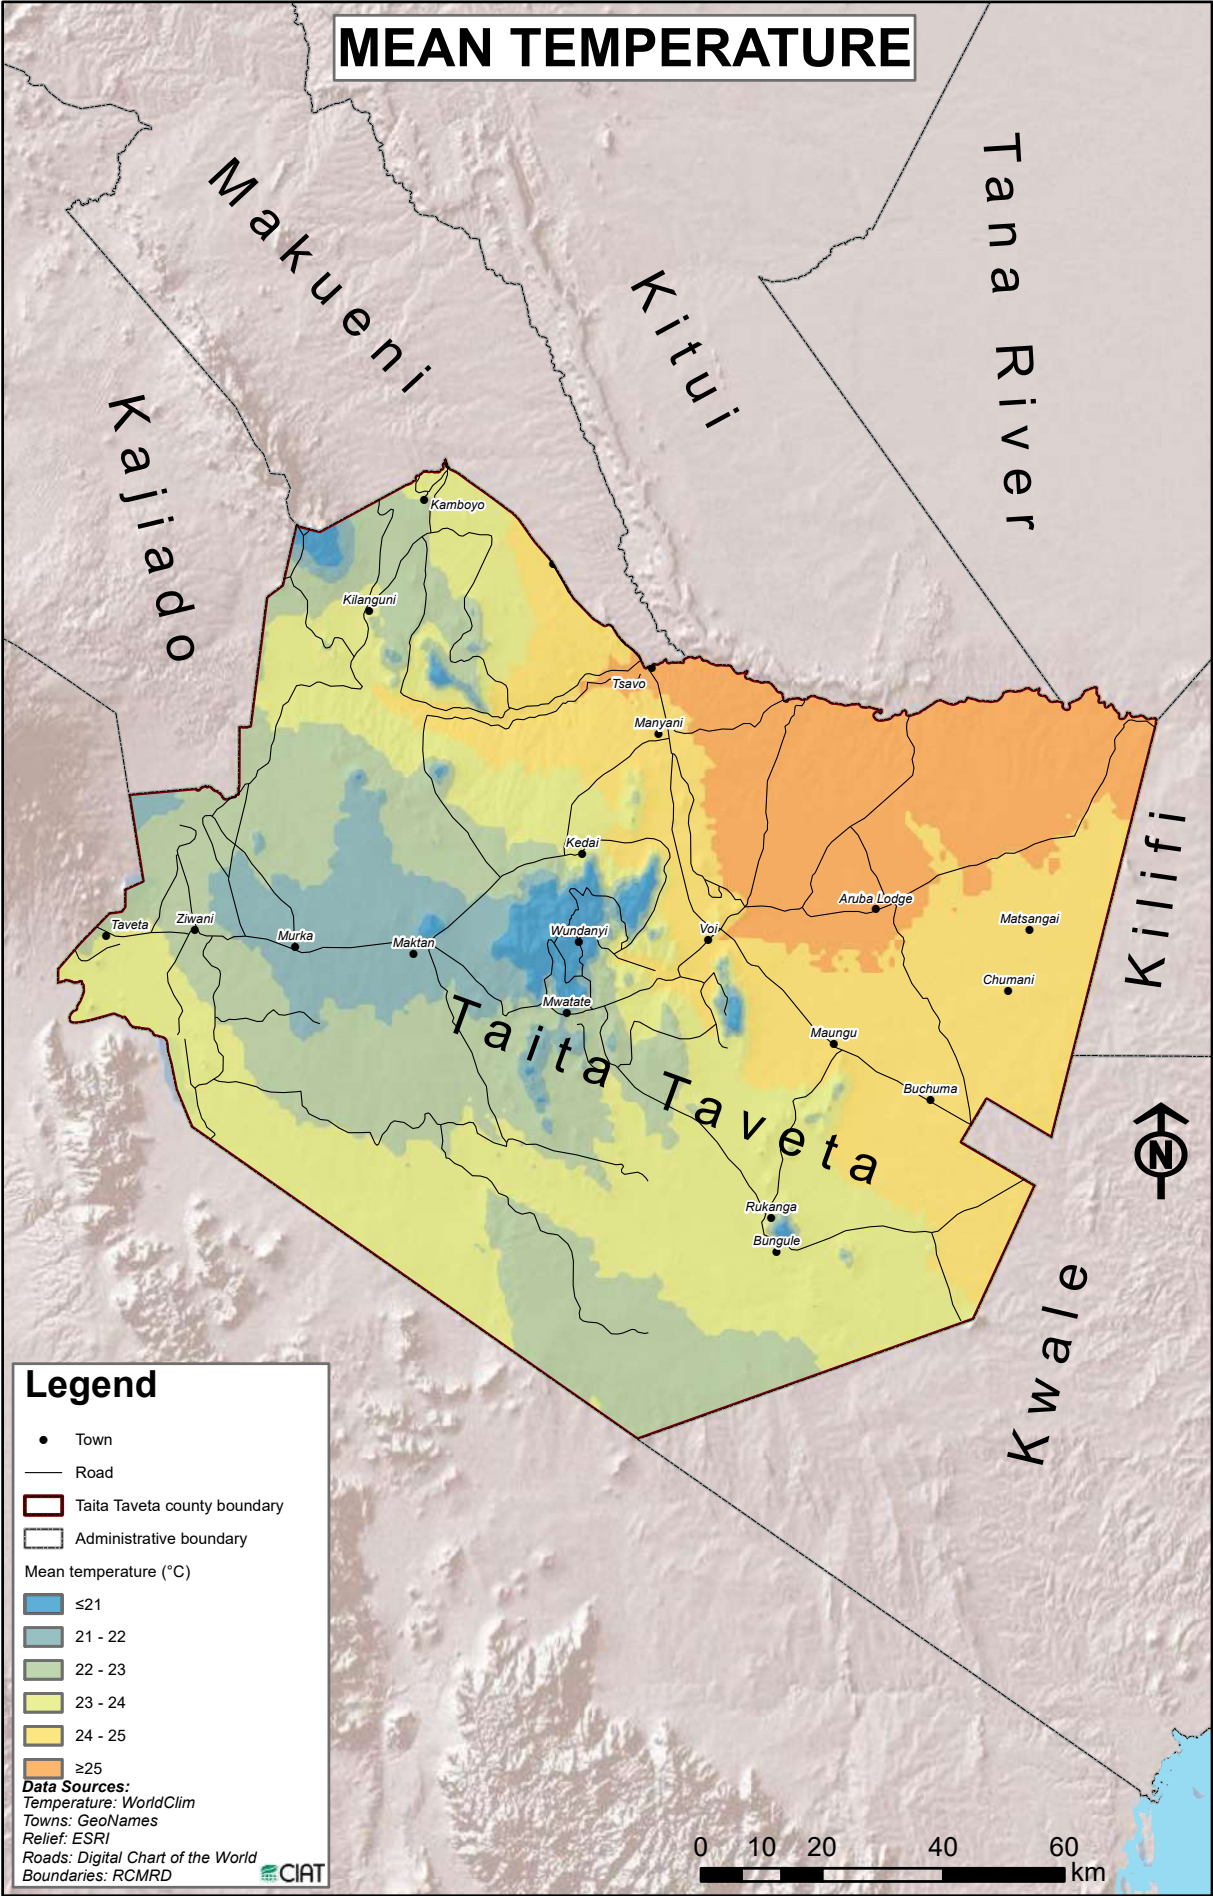 MEAN TEMPERATURE
Makueni
Tana River
Kitui
Kajiado
Kamboyo
Kilanguni
Tsavo
Manyani
Kilifi
Kedai
Aruba Lodge
Taveta
Ziwani
Matsangai
Murka
Maktan
Wundanyi
Voi
Chumani
Mwatate
Taita Taveta
Maungu
Buchuma
N
Rukanga
Bungule
Kwale
Legend
Town
Road
Taita Taveta county boundary
Administrative boundary
Mean temperature (°C)
≤21
21 - 22
22 - 23
23 - 24
24 - 25
≥25
Data Sources:
Temperature: WorldClim
Towns: GeoNames
Relief: ESRI
Roads: Digital Chart of the World
Boundaries: RCMRD
CIAT
0 10 20 40 60
km